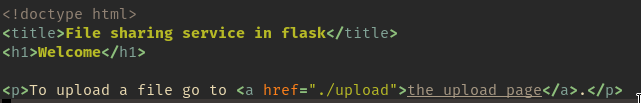 <!doctype html>
<title>File sharing service in flask</title>
<h1>Welcome</h1>
<p>To upload a file go to <a href="./upload">the upload page</a>.</p>